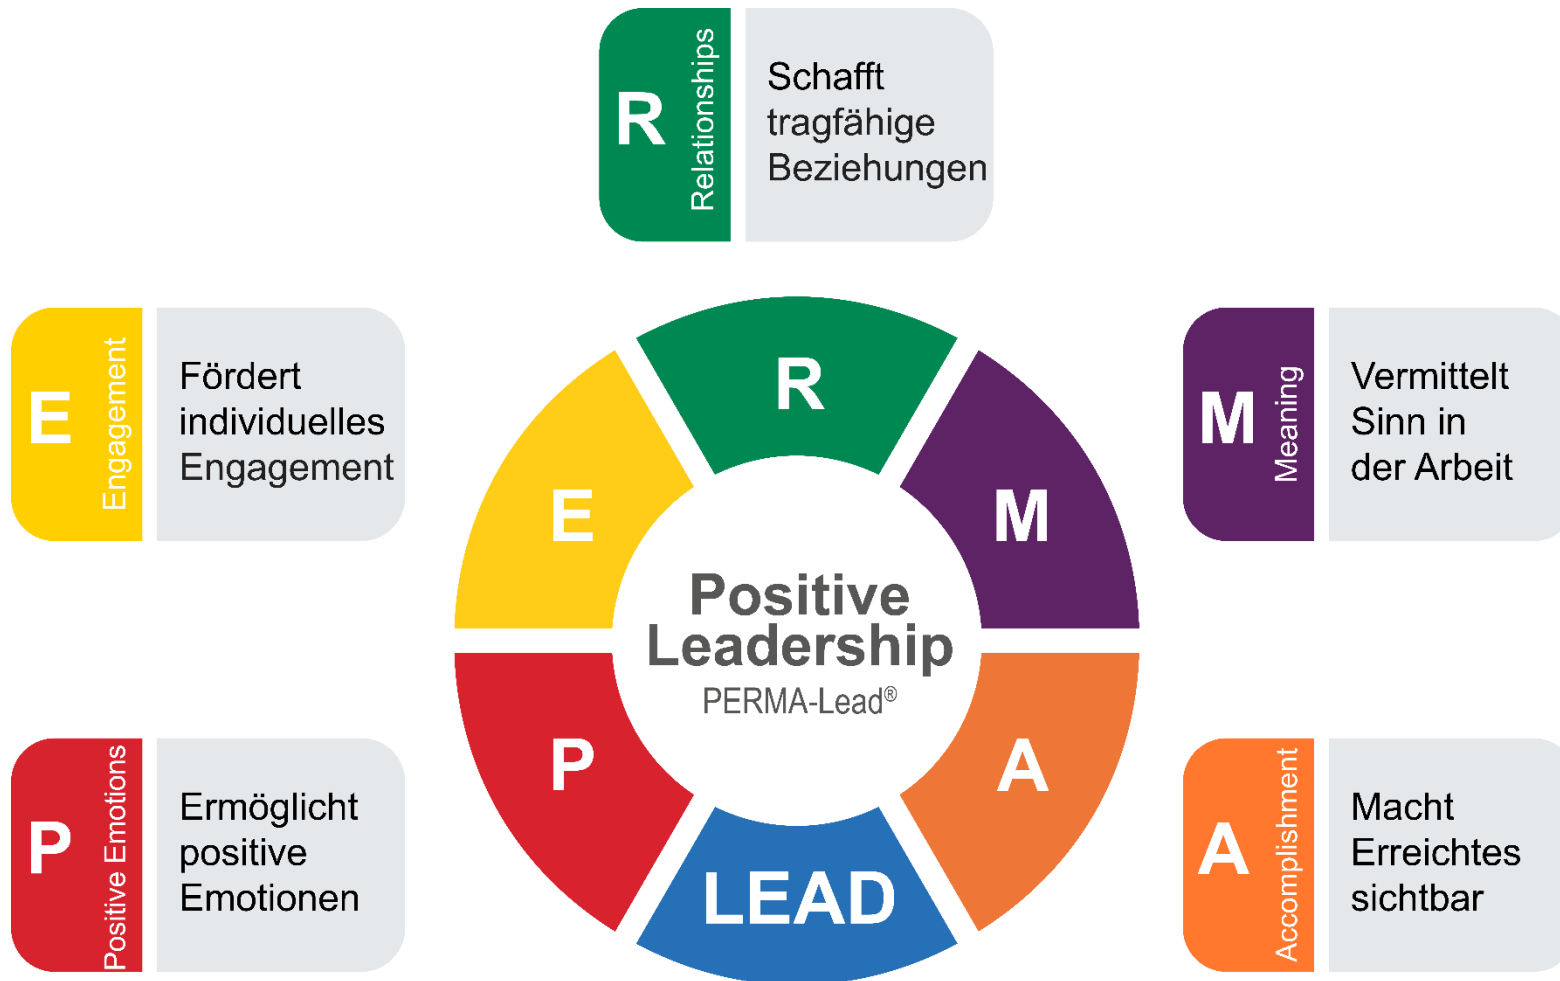 R
Relationships
Schafft
tragfähige
Beziehungen
E
Engagement
Fördert
individuelles
Engagement
M
Meaning
Vermittelt
Sinn in
der Arbeit
P
Positive Emotions
Ermöglicht
positive
Emotionen
A
Accomplishment
Macht
Erreichtes
sichtbar
R
E
M
P
A
LEAD
Positive
Leadership
PERMA-Lead®